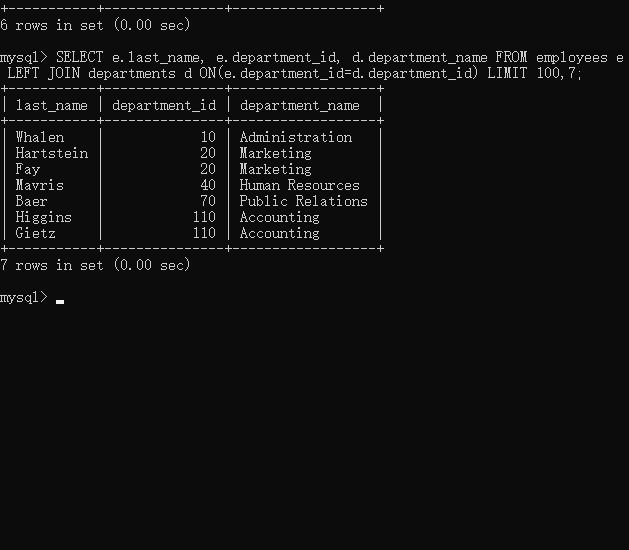 +-----------+---------------+------------------+
6 rows in set (0.00 sec)
mysql> SELECT e.last_name, e.department_id, d.department_name FROM employees e
 LEFT JOIN departments d ON(e.department_id=d.department_id) LIMIT 100,7;
+-----------+---------------+------------------+
| last_name | department_id | department_name  |
+-----------+---------------+------------------+
| Whalen    |            10 | Administration   |
| Hartstein |            20 | Marketing        |
| Fay       |            20 | Marketing        |
| Mavris    |            40 | Human Resources  |
| Baer      |            70 | Public Relations |
| Higgins   |           110 | Accounting       |
| Gietz     |           110 | Accounting       |
+-----------+---------------+------------------+
7 rows in set (0.00 sec)
mysql> _